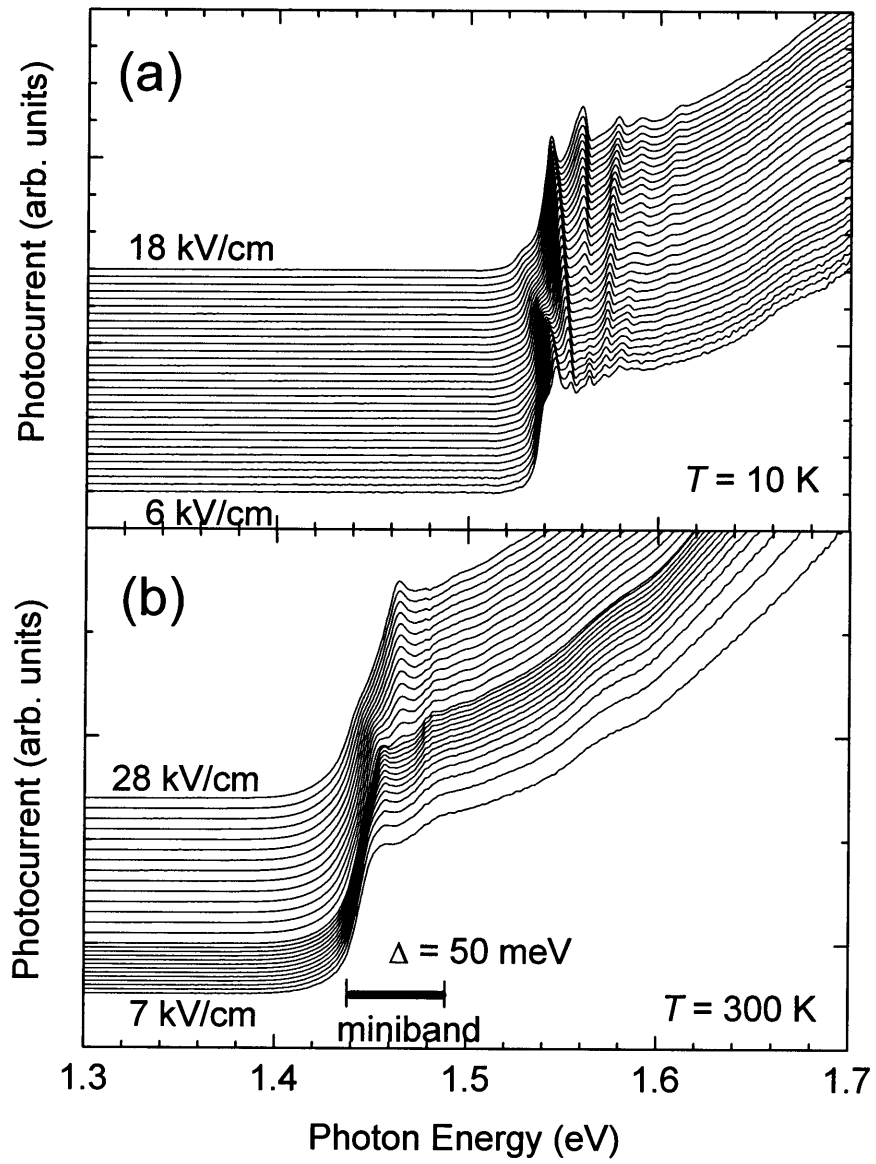 (a)
Photocurrent (arb. units)
18 kV/cm
6 kV/cm
T = 10 K
(b)
Photocurrent (arb. units)
28 kV/cm
7 kV/cm
Δ = 50 meV
miniband
T = 300 K
1.3 1.4 1.5 1.6 1.7
Photon Energy (eV)